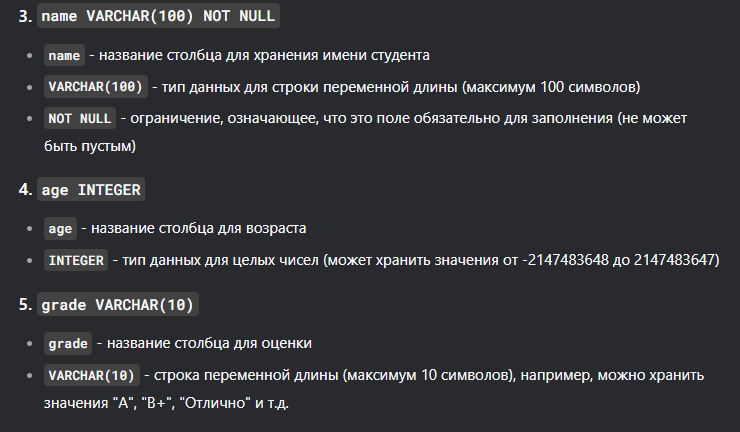 3. name VARCHAR(100) NOT NULL
• name - название столбца для хранения имени студента
• VARCHAR(100) - тип данных для строки переменной длины (максимум 100 символов)
• NOT NULL - ограничение, означающее, что это поле обязательно для заполнения (не может
быть пустым)
4. age INTEGER
• age - название столбца для возраста
• INTEGER - тип данных для целых чисел (может хранить значения от -2147483648 до 2147483647)
5. grade VARCHAR(10)
• grade - название столбца для оценки
• VARCHAR(10) - строка переменной длины (максимум 10 символов), например, можно хранить
значения "A", "B+", "Отлично" и т.д.